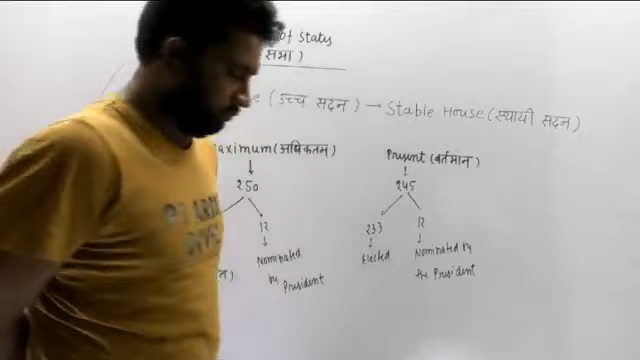 of States
सभा )
( उच्च सदन ) → Stable House ( स्थायी सदन )
aximum (अधिकतम)
Present (वर्तमान)
250
245
12
233
12
Nominated
by President
Elected
Nominated by
the President